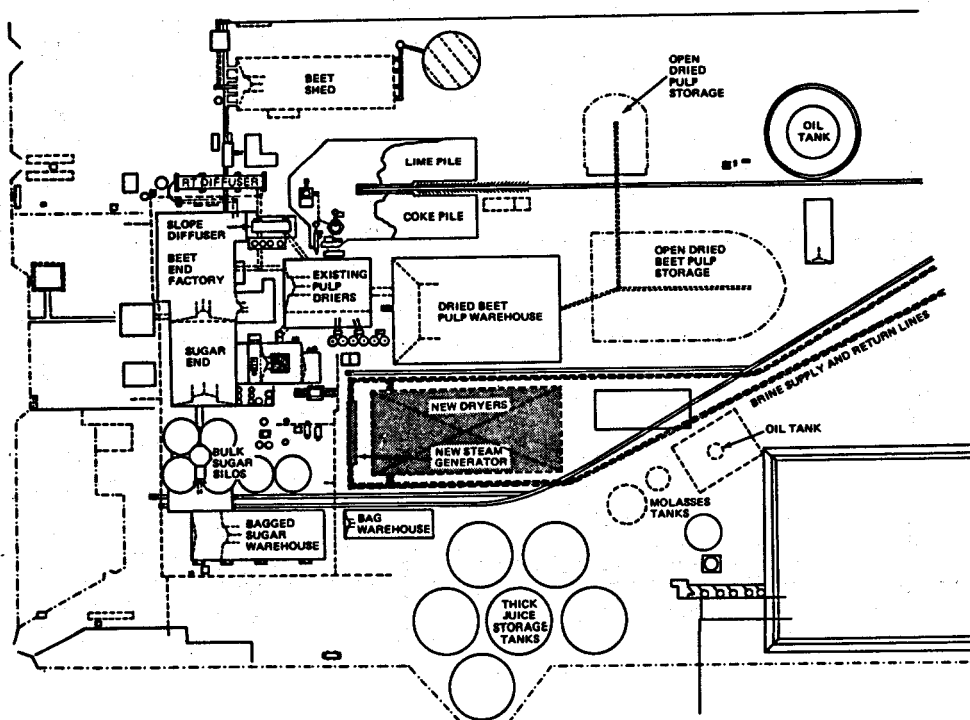 OPEN
DRIED
PULP
STORAGE
BEET
SHED
OIL
TANK
LIME PILE
RT DIFFUSER
COKE PILE
SLOPE
DIFFUSER
BEET
END
FACTORY
EXISTING
PULP
DRIERS
OPEN DRIED
BEET PULP
STORAGE
DRIED BEET
PULP WAREHOUSE
SUGAR
END
BRINE SUPPLY AND RETURN LINES
NEW DRYERS
OIL TANK
NEW STEAM
GENERATOR
BULK
SUGAR
SILOS
MOLASSES
TANKS
BAGGED
SUGAR
WAREHOUSE
BAG
WAREHOUSE
THICK
JUICE
STORAGE
TANKS